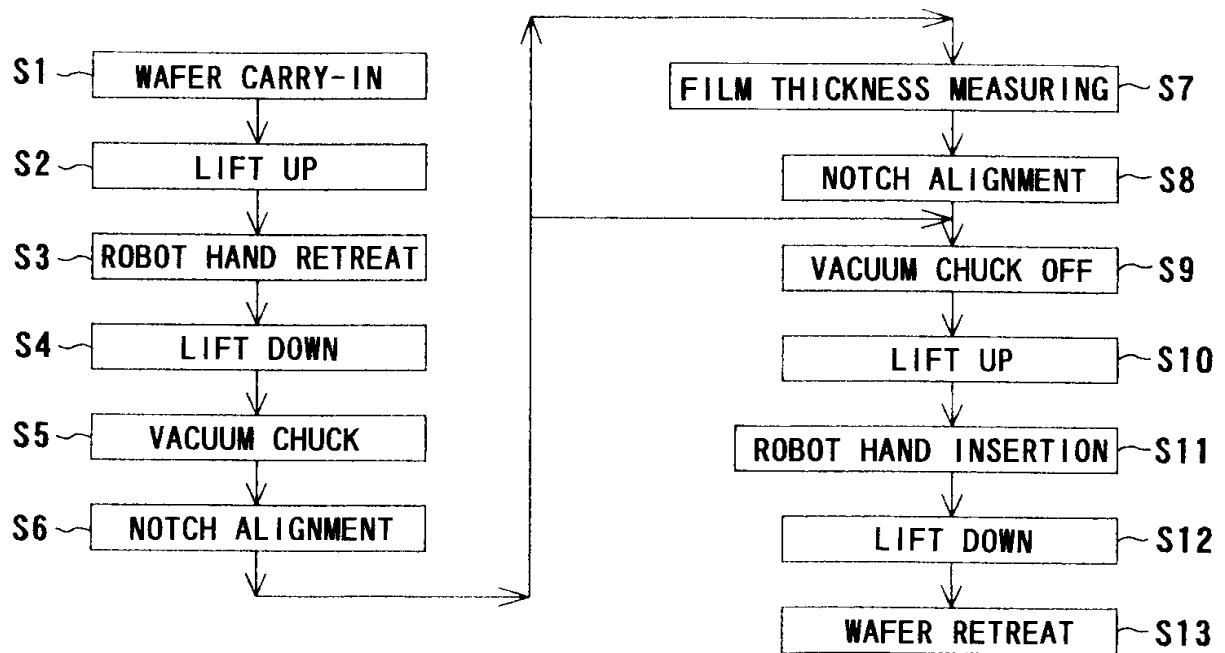 S1 WAFER CARRY-IN
S2 LIFT UP
S3 ROBOT HAND RETREAT
S4 LIFT DOWN
S5 VACUUM CHUCK
S6 NOTCH ALIGNMENT
FILM THICKNESS MEASURING S7
NOTCH ALIGNMENT S8
VACUUM CHUCK OFF S9
LIFT UP S10
ROBOT HAND INSERTION S11
LIFT DOWN S12
WAFER RETREAT S13